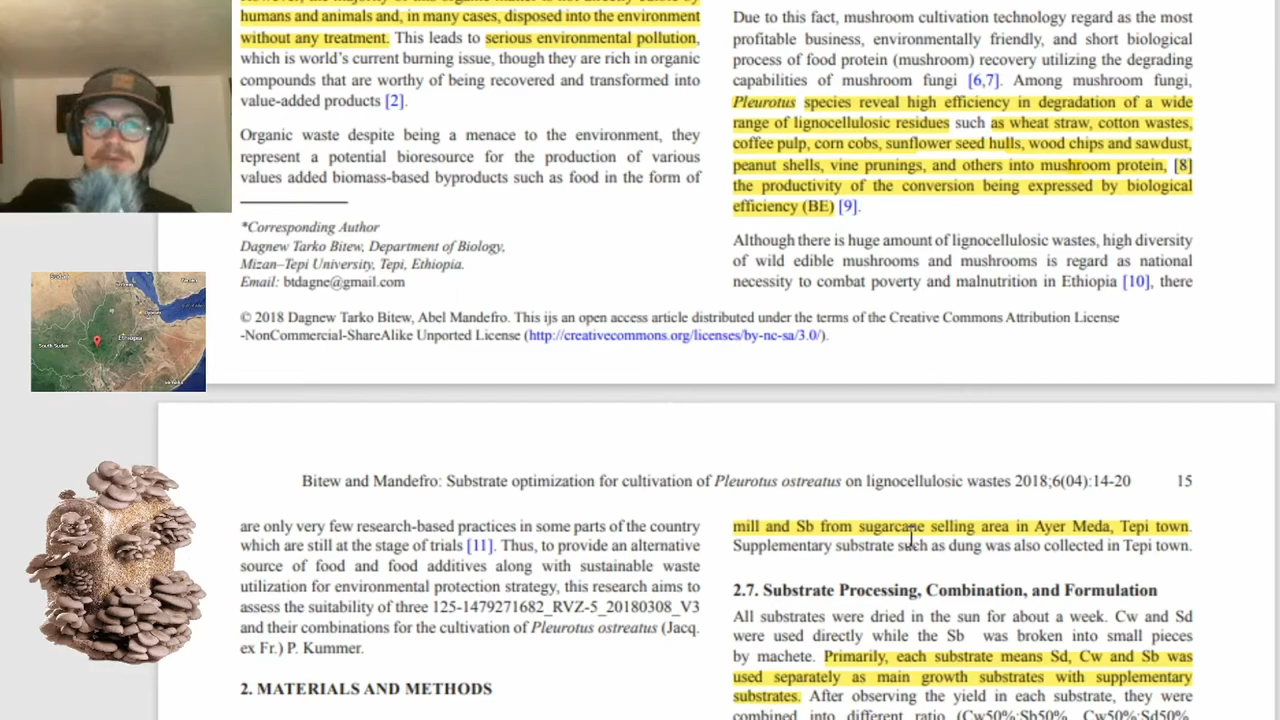 humans and animals and, in many cases, disposed into the environment
without any treatment. This leads to serious environmental pollution,
which is world's current burning issue, though they are rich in organic
compounds that are worthy of being recovered and transformed into
value-added products [2].
Organic waste despite being a menace to the environment, they
represent a potential bioresource for the production of various
values added biomass-based byproducts such as food in the form of
*Corresponding Author
Dagnew Tarko Bitew, Department of Biology,
Mizan–Tepi University, Tepi, Ethiopia.
Email: btdagne@gmail.com
Due to this fact, mushroom cultivation technology regard as the most
profitable business, environmentally friendly, and short biological
process of food protein (mushroom) recovery utilizing the degrading
capabilities of mushroom fungi [6,7]. Among mushroom fungi,
Pleurotus species reveal high efficiency in degradation of a wide
range of lignocellulosic residues such as wheat straw, cotton wastes,
coffee pulp, corn cobs, sunflower seed hulls, wood chips and sawdust,
peanut shells, vine prunings, and others into mushroom protein, [8]
the productivity of the conversion being expressed by biological
efficiency (BE) [9].
Although there is huge amount of lignocellulosic wastes, high diversity
of wild edible mushrooms and mushrooms is regard as national
necessity to combat poverty and malnutrition in Ethiopia [10], there
© 2018 Dagnew Tarko Bitew, Abel Mandefro. This ijs an open access article distributed under the terms of the Creative Commons Attribution License
-NonCommercial-ShareAlike Unported License (http://creativecommons.org/licenses/by-nc-sa/3.0/).
South Sudan
Ethiopia
Bitew and Mandefro: Substrate optimization for cultivation of Pleurotus ostreatus on lignocellulosic wastes 2018;6(04):14-20 15
are only very few research-based practices in some parts of the country
which are still at the stage of trials [11]. Thus, to provide an alternative
source of food and food additives along with sustainable waste
utilization for environmental protection strategy, this research aims to
assess the suitability of three 125-1479271682_RVZ-5_20180308_V3
and their combinations for the cultivation of Pleurotus ostreatus (Jacq.
ex Fr.) P. Kummer.
2. MATERIALS AND METHODS
mill and Sb from sugarcane selling area in Ayer Meda, Tepi town.
Supplementary substrate such as dung was also collected in Tepi town.
2.7. Substrate Processing, Combination, and Formulation
All substrates were dried in the sun for about a week. Cw and Sd
were used directly while the Sb was broken into small pieces
by machete. Primarily, each substrate means Sd, Cw and Sb was
used separately as main growth substrates with supplementary
substrates. After observing the yield in each substrate, they were
combined into different ratio (Cw50%:Sb50%, Cw50%:Sd50%,